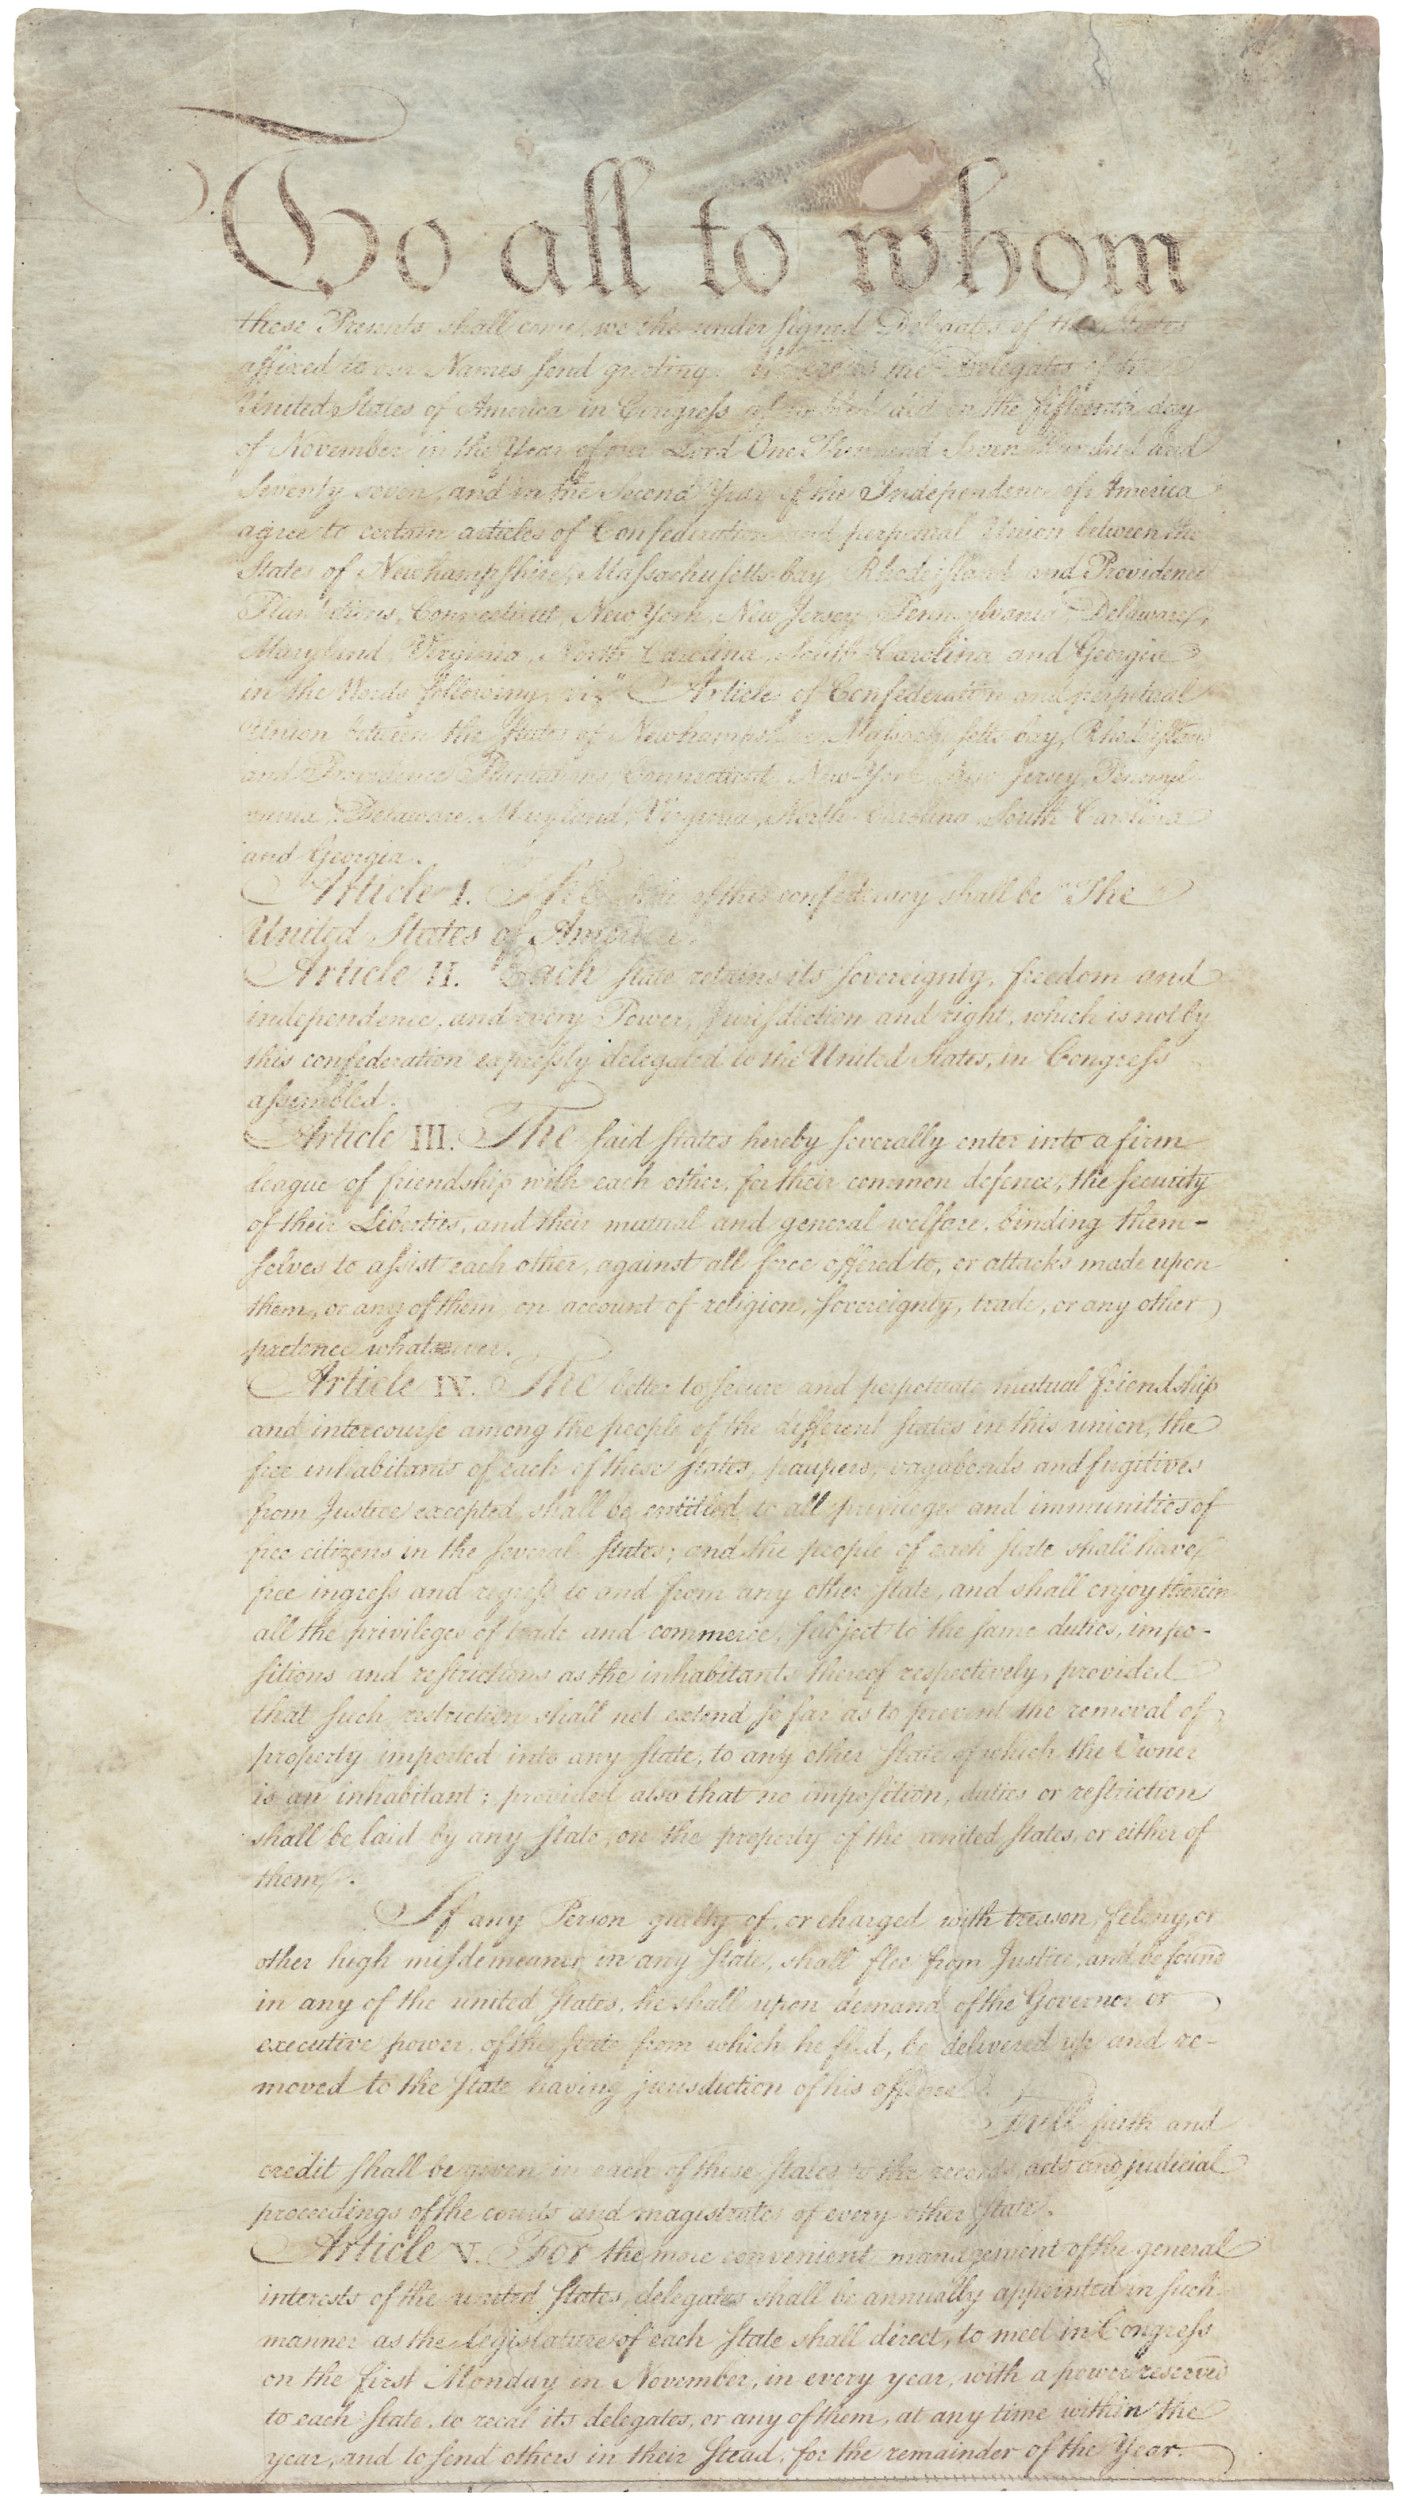 To all to whom
these Presents shall come, we the under signed Delegates of the States
affixed to our Names send greeting. Whereas the Delegates of the
United States of America in Congress assembled did on the fifteenth day
of November in the Year of our Lord One Thousand Seven Hundred and
Seventy seven, and in the Second Year of the Independence of America
agree to certain articles of Confederation and perpetual Union between the
States of Newhampshire, Massachusetts-bay, Rhodeisland and Providence
Plantations, Connecticut, New York, New Jersey, Pennsylvania, Delaware,
Maryland, Virginia, North Carolina, South Carolina and Georgia
in the Words following, viz. "Articles of Confederation and perpetual
Union between the States of Newhampshire, Massachusetts-bay, Rhodeisland
and Providence Plantations, Connecticut, New-York, New-Jersey, Pennsyl-
vania, Delaware, Maryland, Virginia, North-Carolina, South-Carolina
and Georgia.
Article I. The Stile of this confederacy shall be "The
United States of America."
Article II. Each state retains its sovereignty, freedom and
independence, and every Power, Jurisdiction and right, which is not by
this confederation expressly delegated to the United States, in Congress
assembled.
Article III. The said states hereby severally enter into a firm
league of friendship with each other, for their common defence, the security
of their Liberties, and their mutual and general welfare, binding them-
selves to assist each other, against all force offered to, or attacks made upon
them, or any of them, on account of religion, sovereignty, trade, or any other
pretence whatever.
Article IV. The better to secure and perpetuate mutual friendship
and intercourse among the people of the different states in this union, the
free inhabitants of each of these states, paupers, vagabonds and fugitives
from Justice excepted, shall be entitled to all privileges and immunities of
free citizens in the several states; and the people of each state shall have
free ingress and regress to and from any other state, and shall enjoy therein
all the privileges of trade and commerce, subject to the same duties, impo-
sitions and restrictions as the inhabitants thereof respectively, provided
that such restriction shall not extend so far as to prevent the removal of
property imported into any state, to any other state of which the Owner
is an inhabitant; provided also that no imposition, duties or restriction
shall be laid by any state, on the property of the united states, or either of
them.
If any Person guilty of, or charged with treason, felony, or
other high misdemeanor in any state, shall flee from Justice, and be found
in any of the united states, he shall upon demand of the Governor or
executive power, of the state from which he fled, be delivered up and re-
moved to the state having jurisdiction of his offence.
Full faith and
credit shall be given in each of these states to the records, acts and judicial
proceedings of the courts and magistrates of every other state.
Article V. For the more convenient management of the general
interests of the united states, delegates shall be annually appointed in such
manner as the legislature of each state shall direct, to meet in Congress
on the first Monday in November, in every year, with a power reserved
to each state, to recal its delegates, or any of them, at any time within the
year, and to send others in their stead, for the remainder of the Year.